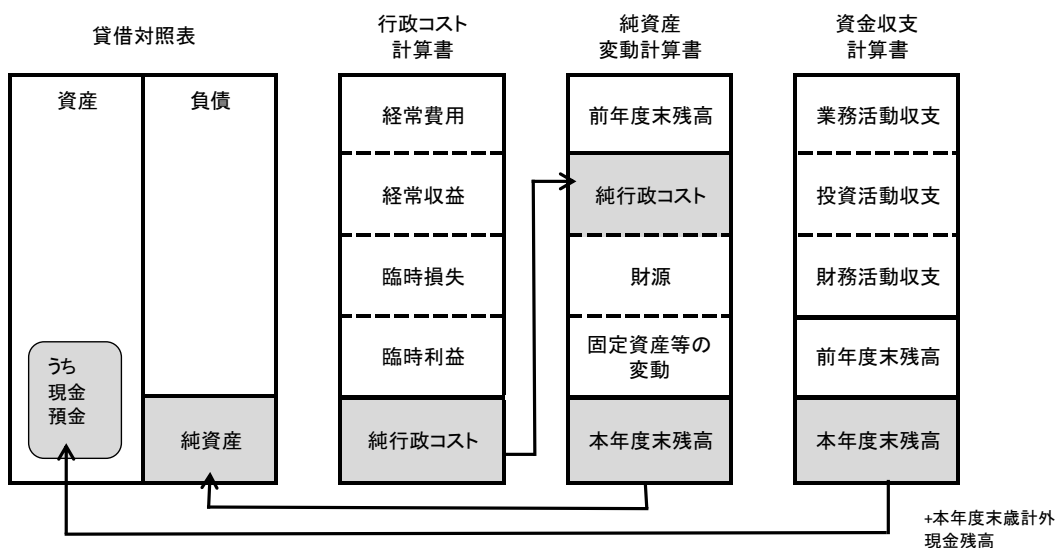 貸借対照表
資産
負債
うち
現金
預金
純資産
行政コスト
計算書
経常費用
経常収益
臨時損失
臨時利益
純行政コスト
純資産
変動計算書
前年度末残高
純行政コスト
財源
固定資産等の
変動
本年度末残高
資金収支
計算書
業務活動収支
投資活動収支
財務活動収支
前年度末残高
本年度末残高
+本年度末歳計外
現金残高